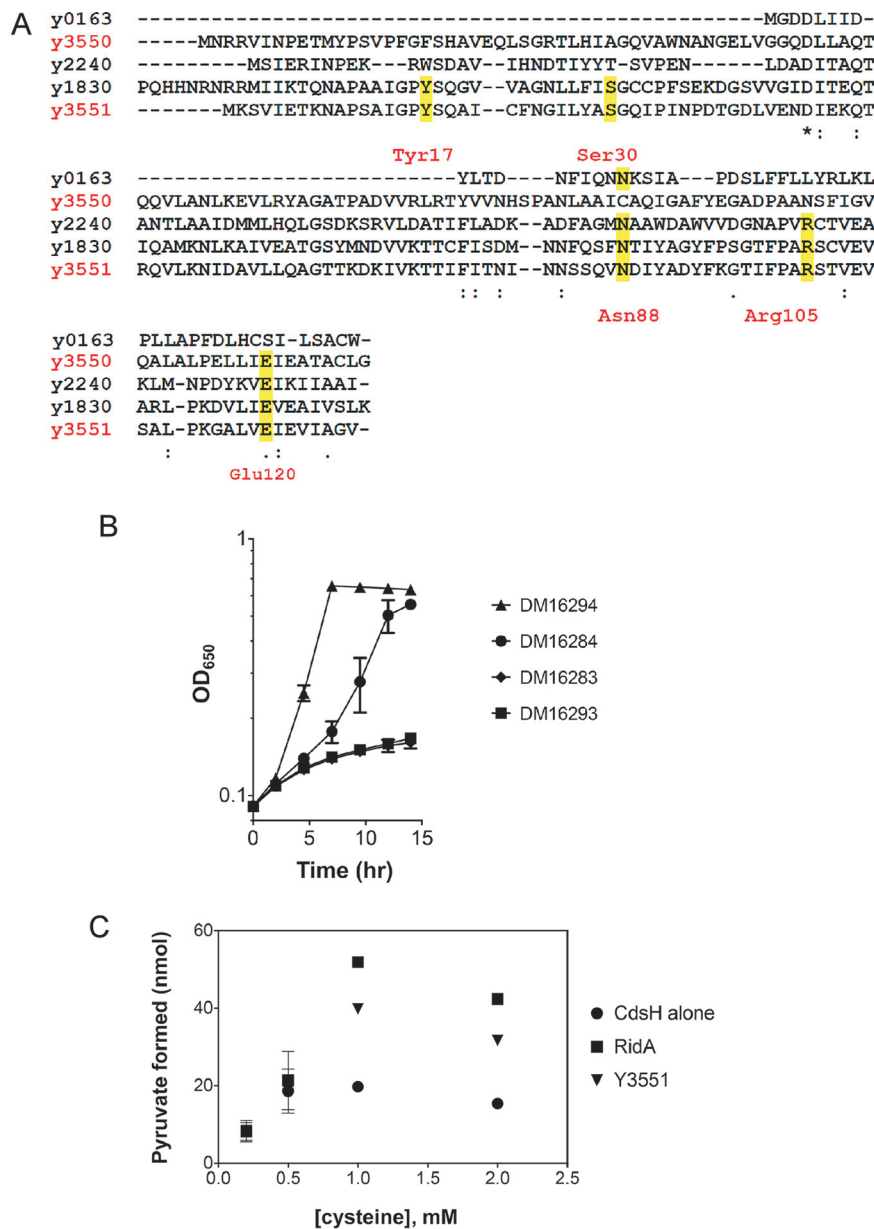 A
y0163 --------------------------------------------------MGDDLIID-
y3550 -----MNRRVINPETMYPSVPFGFSHAVEQLSGRTLHIAGQVAWNANGELVGGQDLLAQT
y2240 ---------MSIERINPEK----RWSDAV---VIHNDTIYYT-SVPEN----LDADITAQT
y1830 PQHHNRNRRMIIKTQNAPAAIGPYSQGV---VAGNLLFISGCCPFSEKDGSVVGIDITEKQT
y3551 -------MKSVIETKNAPSAIGPYSQAI---CFNGILYASGQIPINPDTGDLVENDIEKQT
*: :
Tyr17 Ser30
y0163 --------------------------YLTD-----NFIQNNKSIA---PDSLFFLLYRLKL
y3550 QQVLANLKEVLRYAGATPADVVRLRTYVVNHSPANLAAICAQIGAFYEGADPAANSFIGV
y2240 ANTLAAIDMMLHQLGSDKSRVLDATIFLADK--ADFAGMNAAWDAWVVDGNAPVRCTVEA
y1830 IQAMKNLKAIVEATGSYMNDVVKTTCFISDM--NNFQSFNTIYAGYFPSGTFPARSCVEV
y3551 RQVLKNIDAVLLQAGTTKDKIVKTTIFITNI--NNSSQVNDIYADYFKGTIFPARSTVEV
:: : : . :
Asn88 Arg105
y0163 PLLAPFDLHCSI-LSACW-
y3550 QALALPELLIEIEATACLG
y2240 KLM-NPDYKVEIKIIAAI-
y1830 ARL-PKDVLIEVEAIVSLK
y3551 SAL-PKGALVEIEVIAGV-
: .: .
Glu120
B
1
0.1
OD650
0 5 10 15
Time (hr)
DM16294
DM16284
DM16283
DM16293
C
60
40
20
0
Pyruvate formed (nmol)
0.0 0.5 1.0 1.5 2.0 2.5
[cysteine], mM
CdsH alone
RidA
Y3551